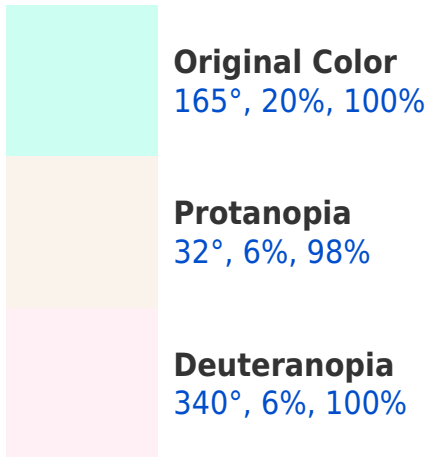 Original Color
165°, 20%, 100%
Protanopia
32°, 6%, 98%
Deuteranopia
340°, 6%, 100%